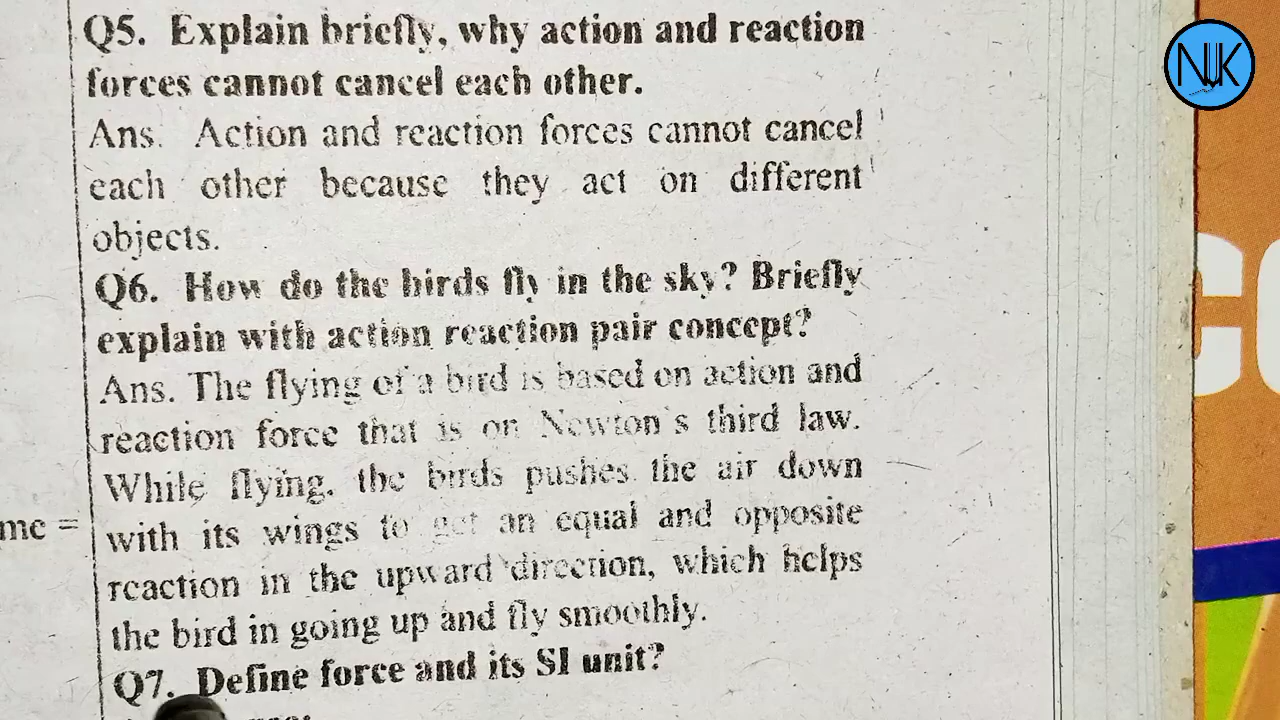 Q5. Explain briefly, why action and reaction
forces cannot cancel each other.
Ans. Action and reaction forces cannot cancel
each other because they act on different
objects.
Q6. How do the birds fly in the sky? Briefly
explain with action reaction pair concept?
Ans. The flying of a bird is based on action and
reaction force that is on Newton's third law.
While flying, the birds pushes the air down
with its wings to get an equal and opposite
me =
reaction in the upward direction, which helps
the bird in going up and fly smoothly.
Q7. Define force and its SI unit?
NJK
CO